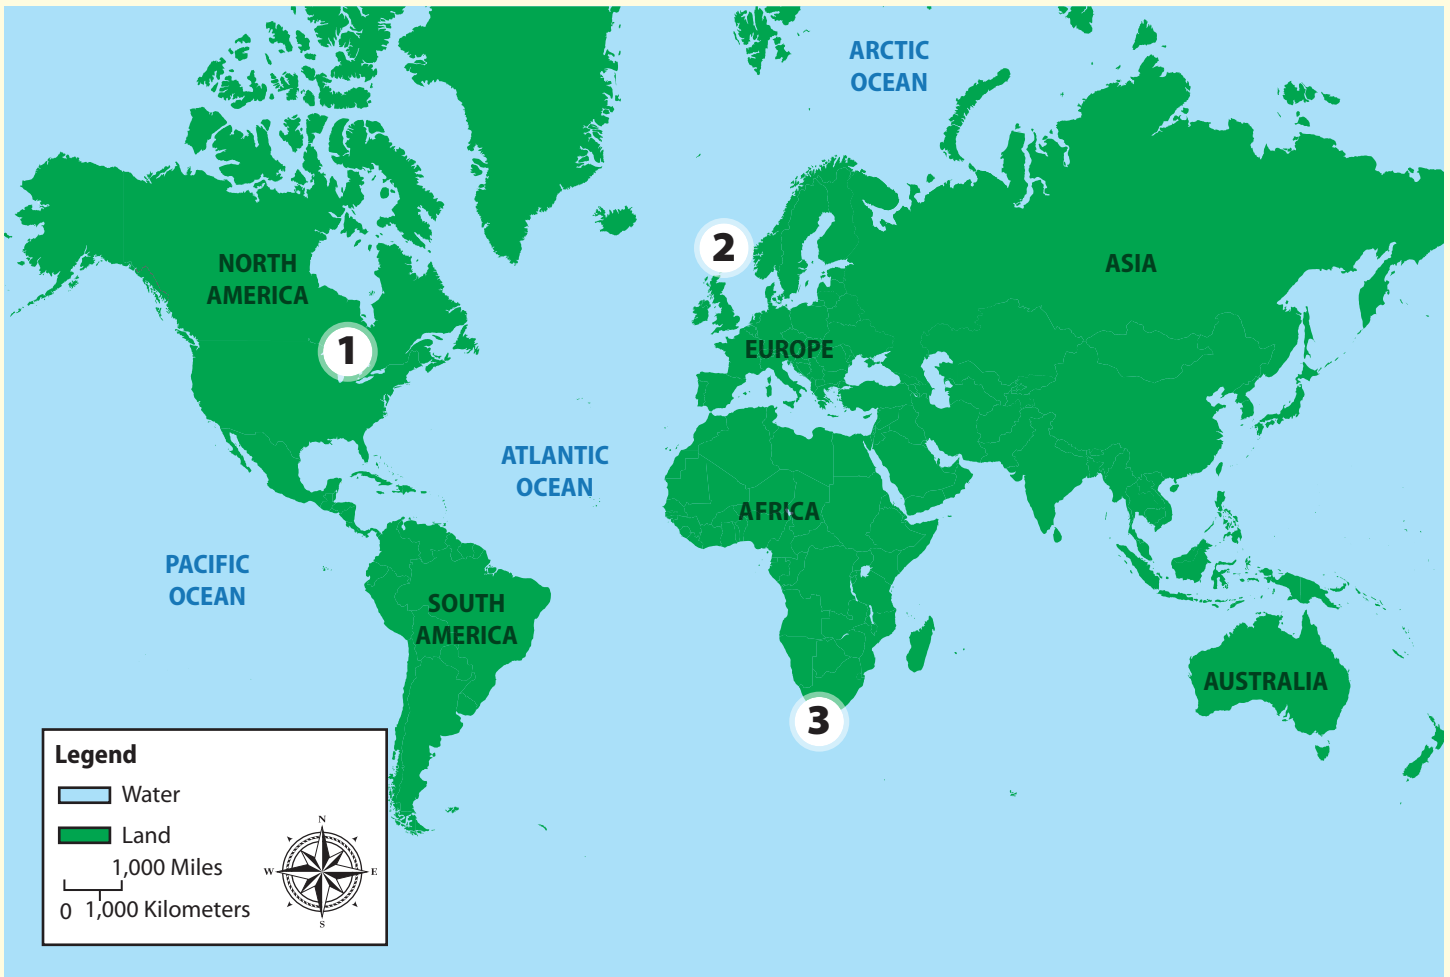 ARCTIC
OCEAN
2
NORTH
AMERICA
ASIA
1
EUROPE
ATLANTIC
OCEAN
AFRICA
PACIFIC
OCEAN
SOUTH
AMERICA
AUSTRALIA
3
Legend
Water
Land
1,000 Miles
0 1,000 Kilometers
N
W E
S